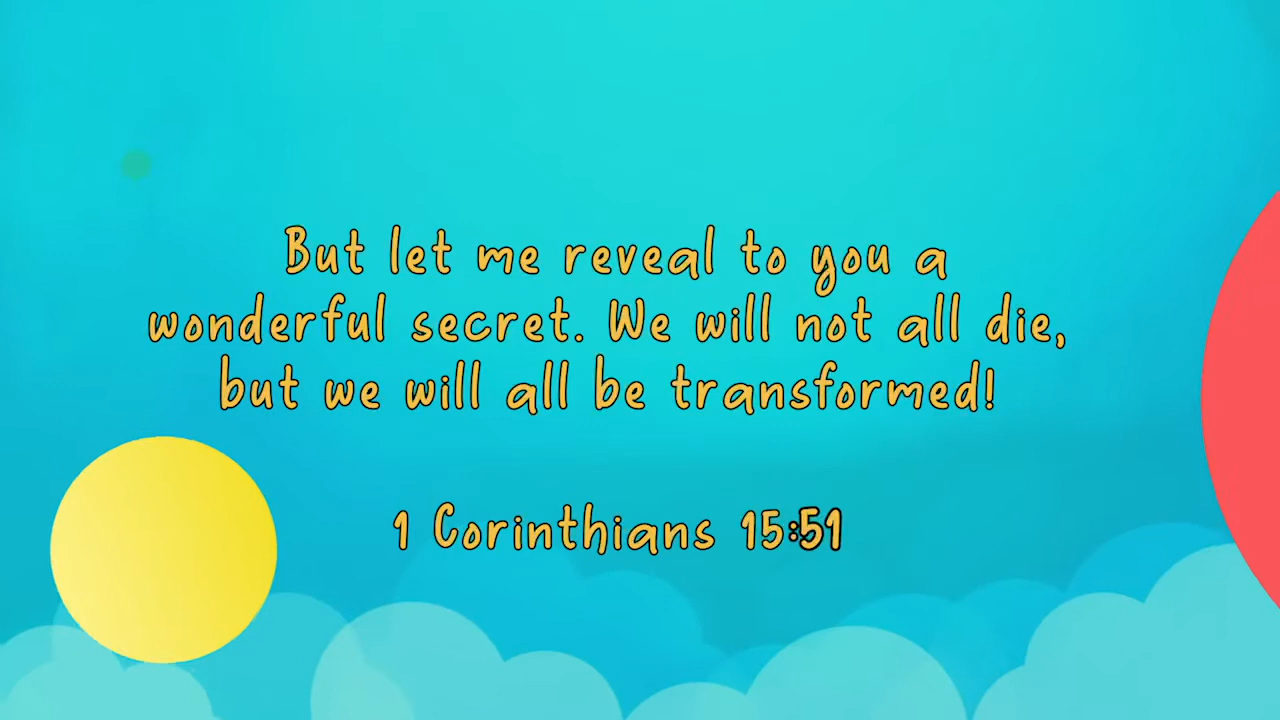 But let me reveal to you a
wonderful secret. We will not all die,
but we will all be transformed!
1 Corinthians 15:51